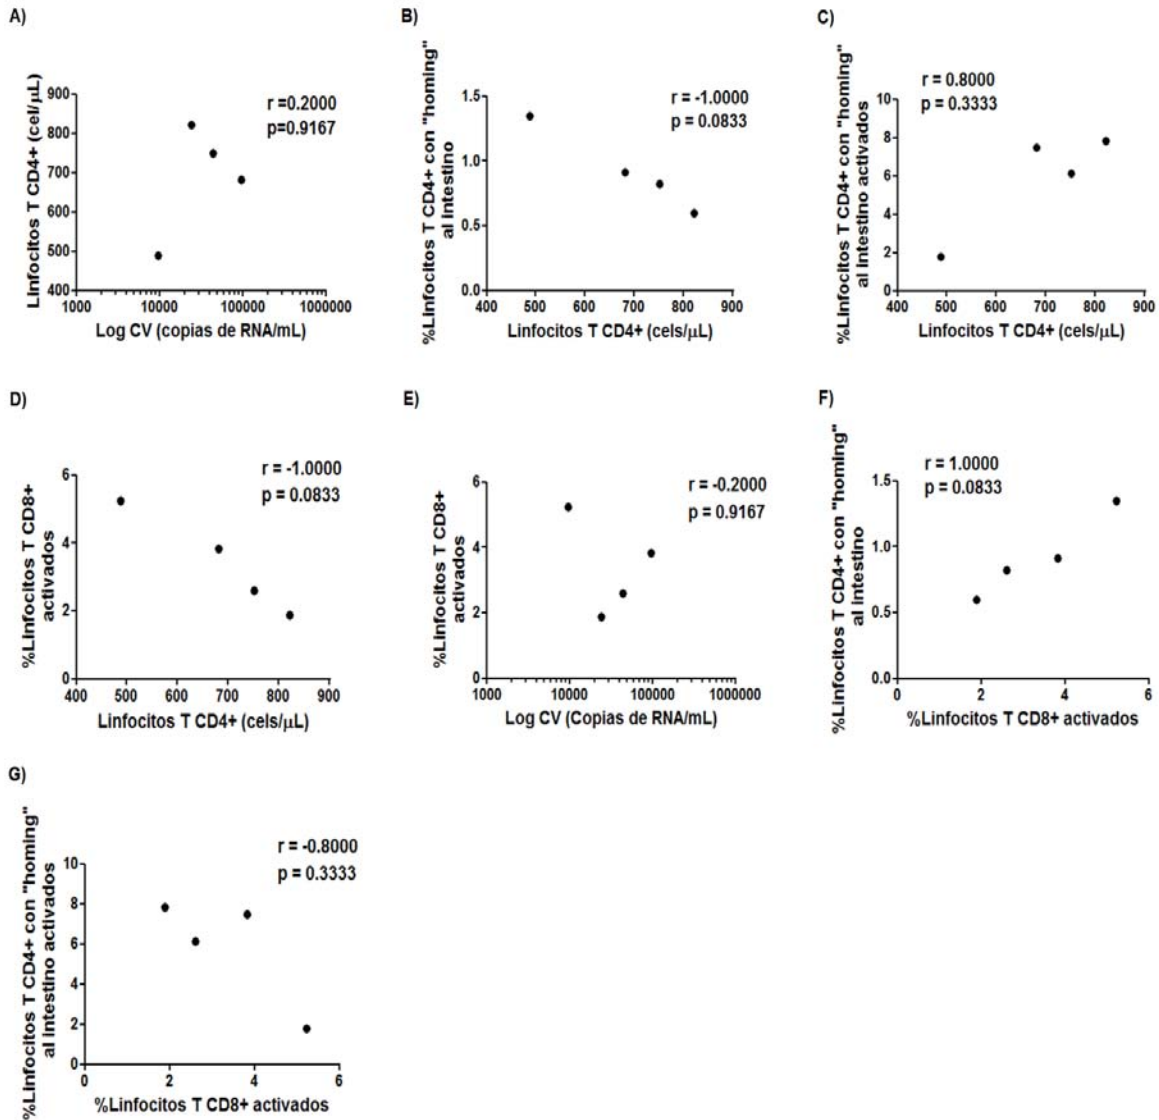 A)
Linfocitos T CD4+ (cel/μL)
900
800
700
600
500
400
r =0.2000
p=0.9167
1000
10000
100000
1000000
Log CV (copias de RNA/mL)
B)
%Linfocitos T CD4+ con "homing"
al intestino
1.5
1.0
0.5
0.0
r = -1.0000
p = 0.0833
400
500
600
700
800
900
Linfocitos T CD4+ (cels/μL)
C)
%Linfocitos T CD4+ con "homing"
al intestino activados
10
8
6
4
2
0
r = 0.8000
p = 0.3333
400
500
600
700
800
900
Linfocitos T CD4+ (cels/μL)
D)
%Linfocitos T CD8+
activados
6
4
2
0
r = -1.0000
p = 0.0833
400
500
600
700
800
900
Linfocitos T CD4+ (cels/μL)
E)
%Linfocitos T CD8+
activados
6
4
2
0
r = -0.2000
p = 0.9167
1000
10000
100000
1000000
Log CV (Copias de RNA/mL)
F)
%Linfocitos T CD4+ con "homing"
al intestino
1.5
1.0
0.5
0.0
r = 1.0000
p = 0.0833
0
2
4
6
%Linfocitos T CD8+ activados
G)
%Linfocitos T CD4+ con "homing"
al intestino activados
10
8
6
4
2
0
r = -0.8000
p = 0.3333
0
2
4
6
%Linfocitos T CD8+ activados